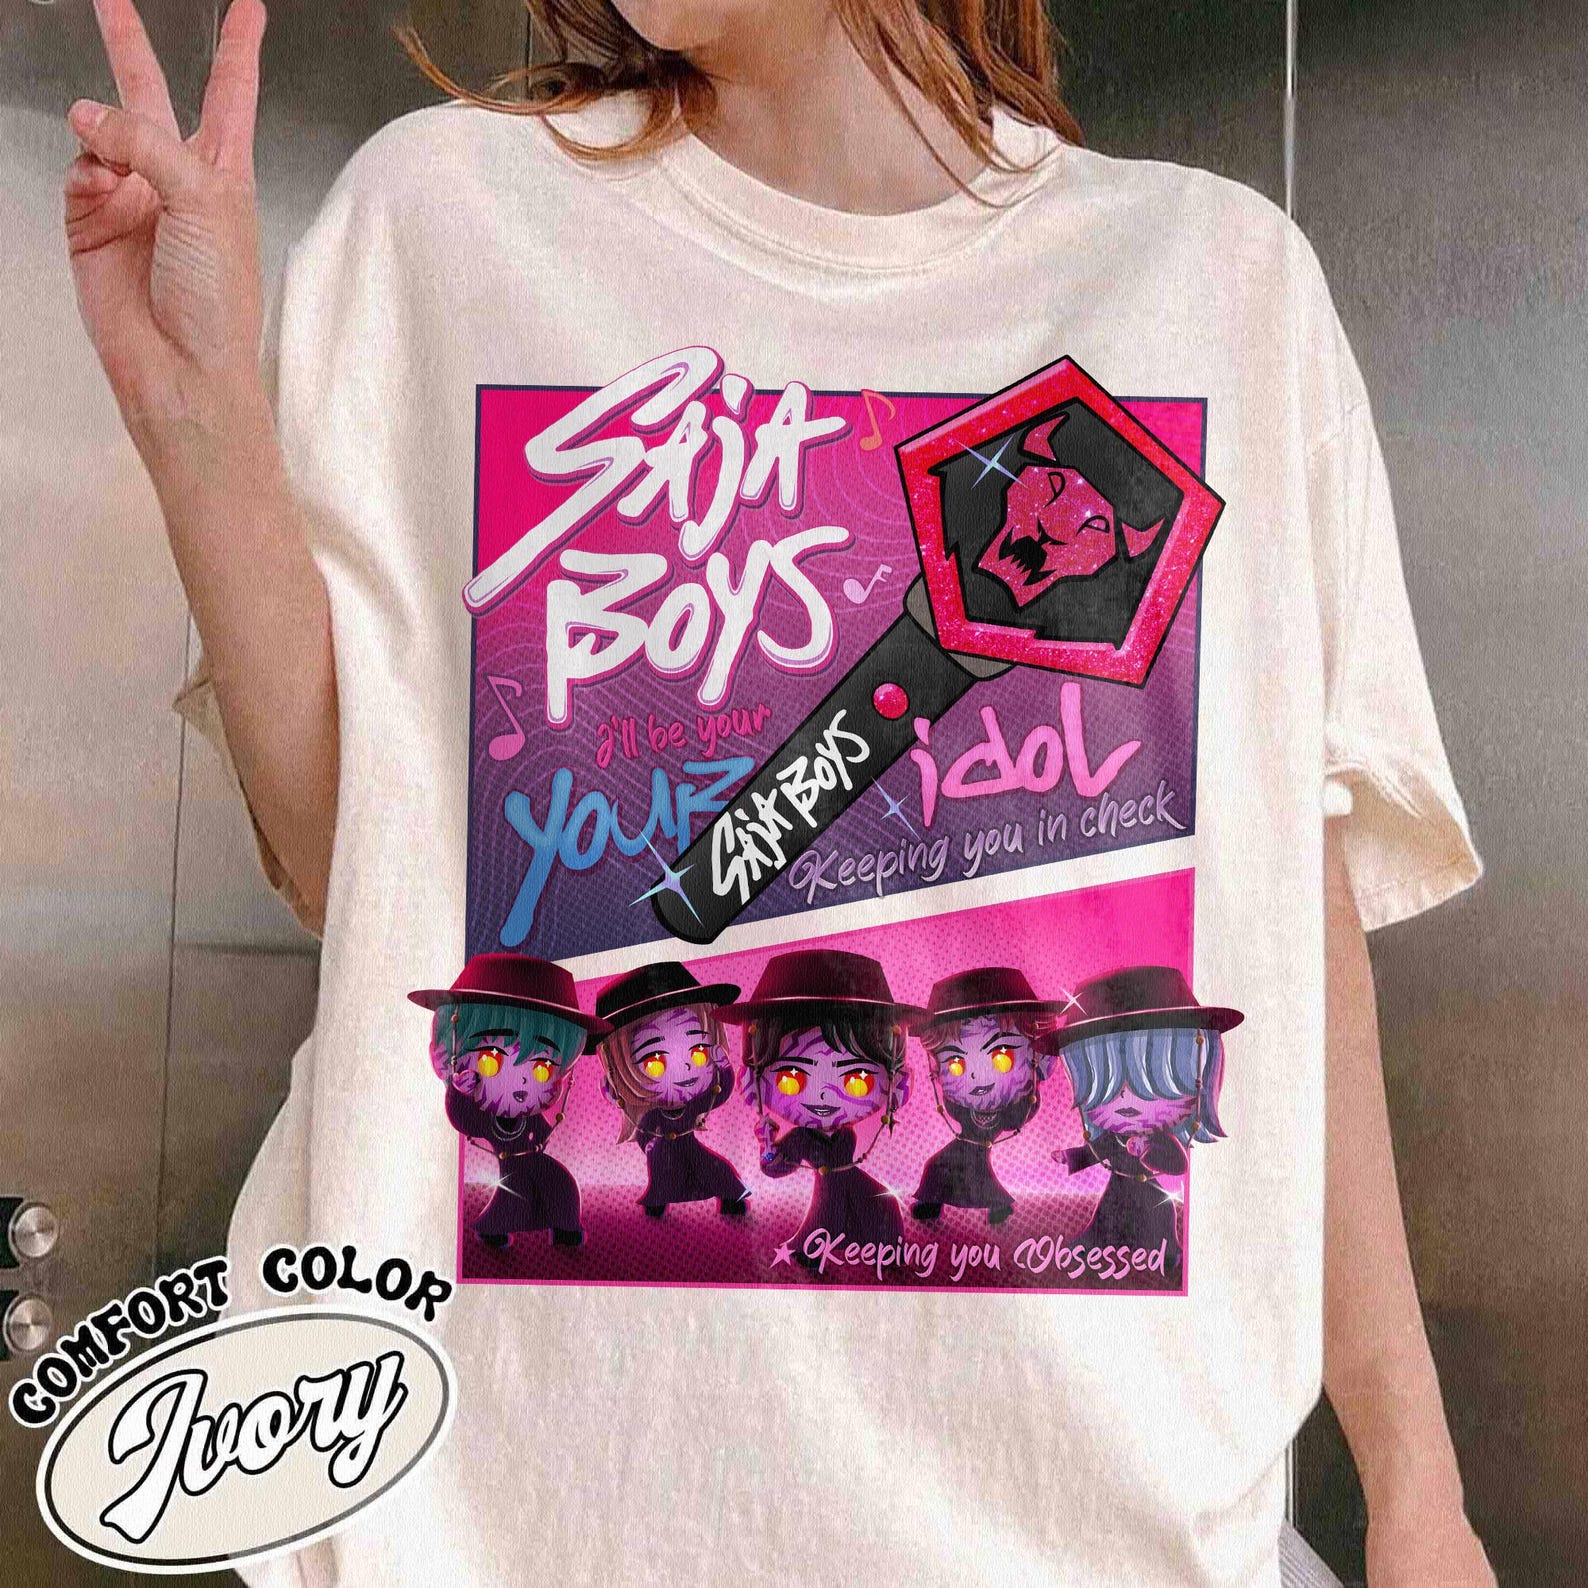 Saja
Boys
I'll be your
your
idol
SAJA BOYS
Keeping you in check
Keeping you Obsessed
COMFORT COLOR
Ivory